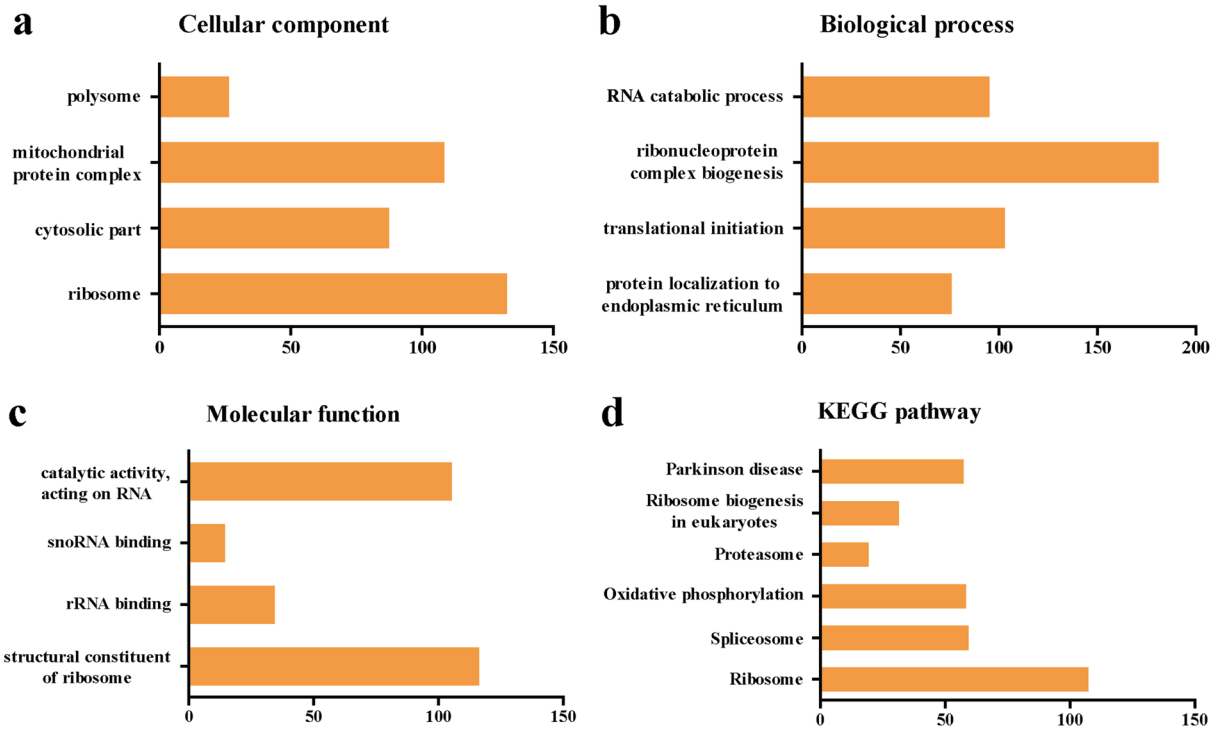 a
Cellular component
polysome
mitochondrial
protein complex
cytosolic part
ribosome
0
50
100
150
b
Biological process
RNA catabolic process
ribonucleoprotein
complex biogenesis
translational initiation
protein localization to
endoplasmic reticulum
0
50
100
150
200
c
Molecular function
catalytic activity,
acting on RNA
snoRNA binding
rRNA binding
structural constituent
of ribosome
0
50
100
150
d
KEGG pathway
Parkinson disease
Ribosome biogenesis
in eukaryotes
Proteasome
Oxidative phosphorylation
Spliceosome
Ribosome
0
50
100
150